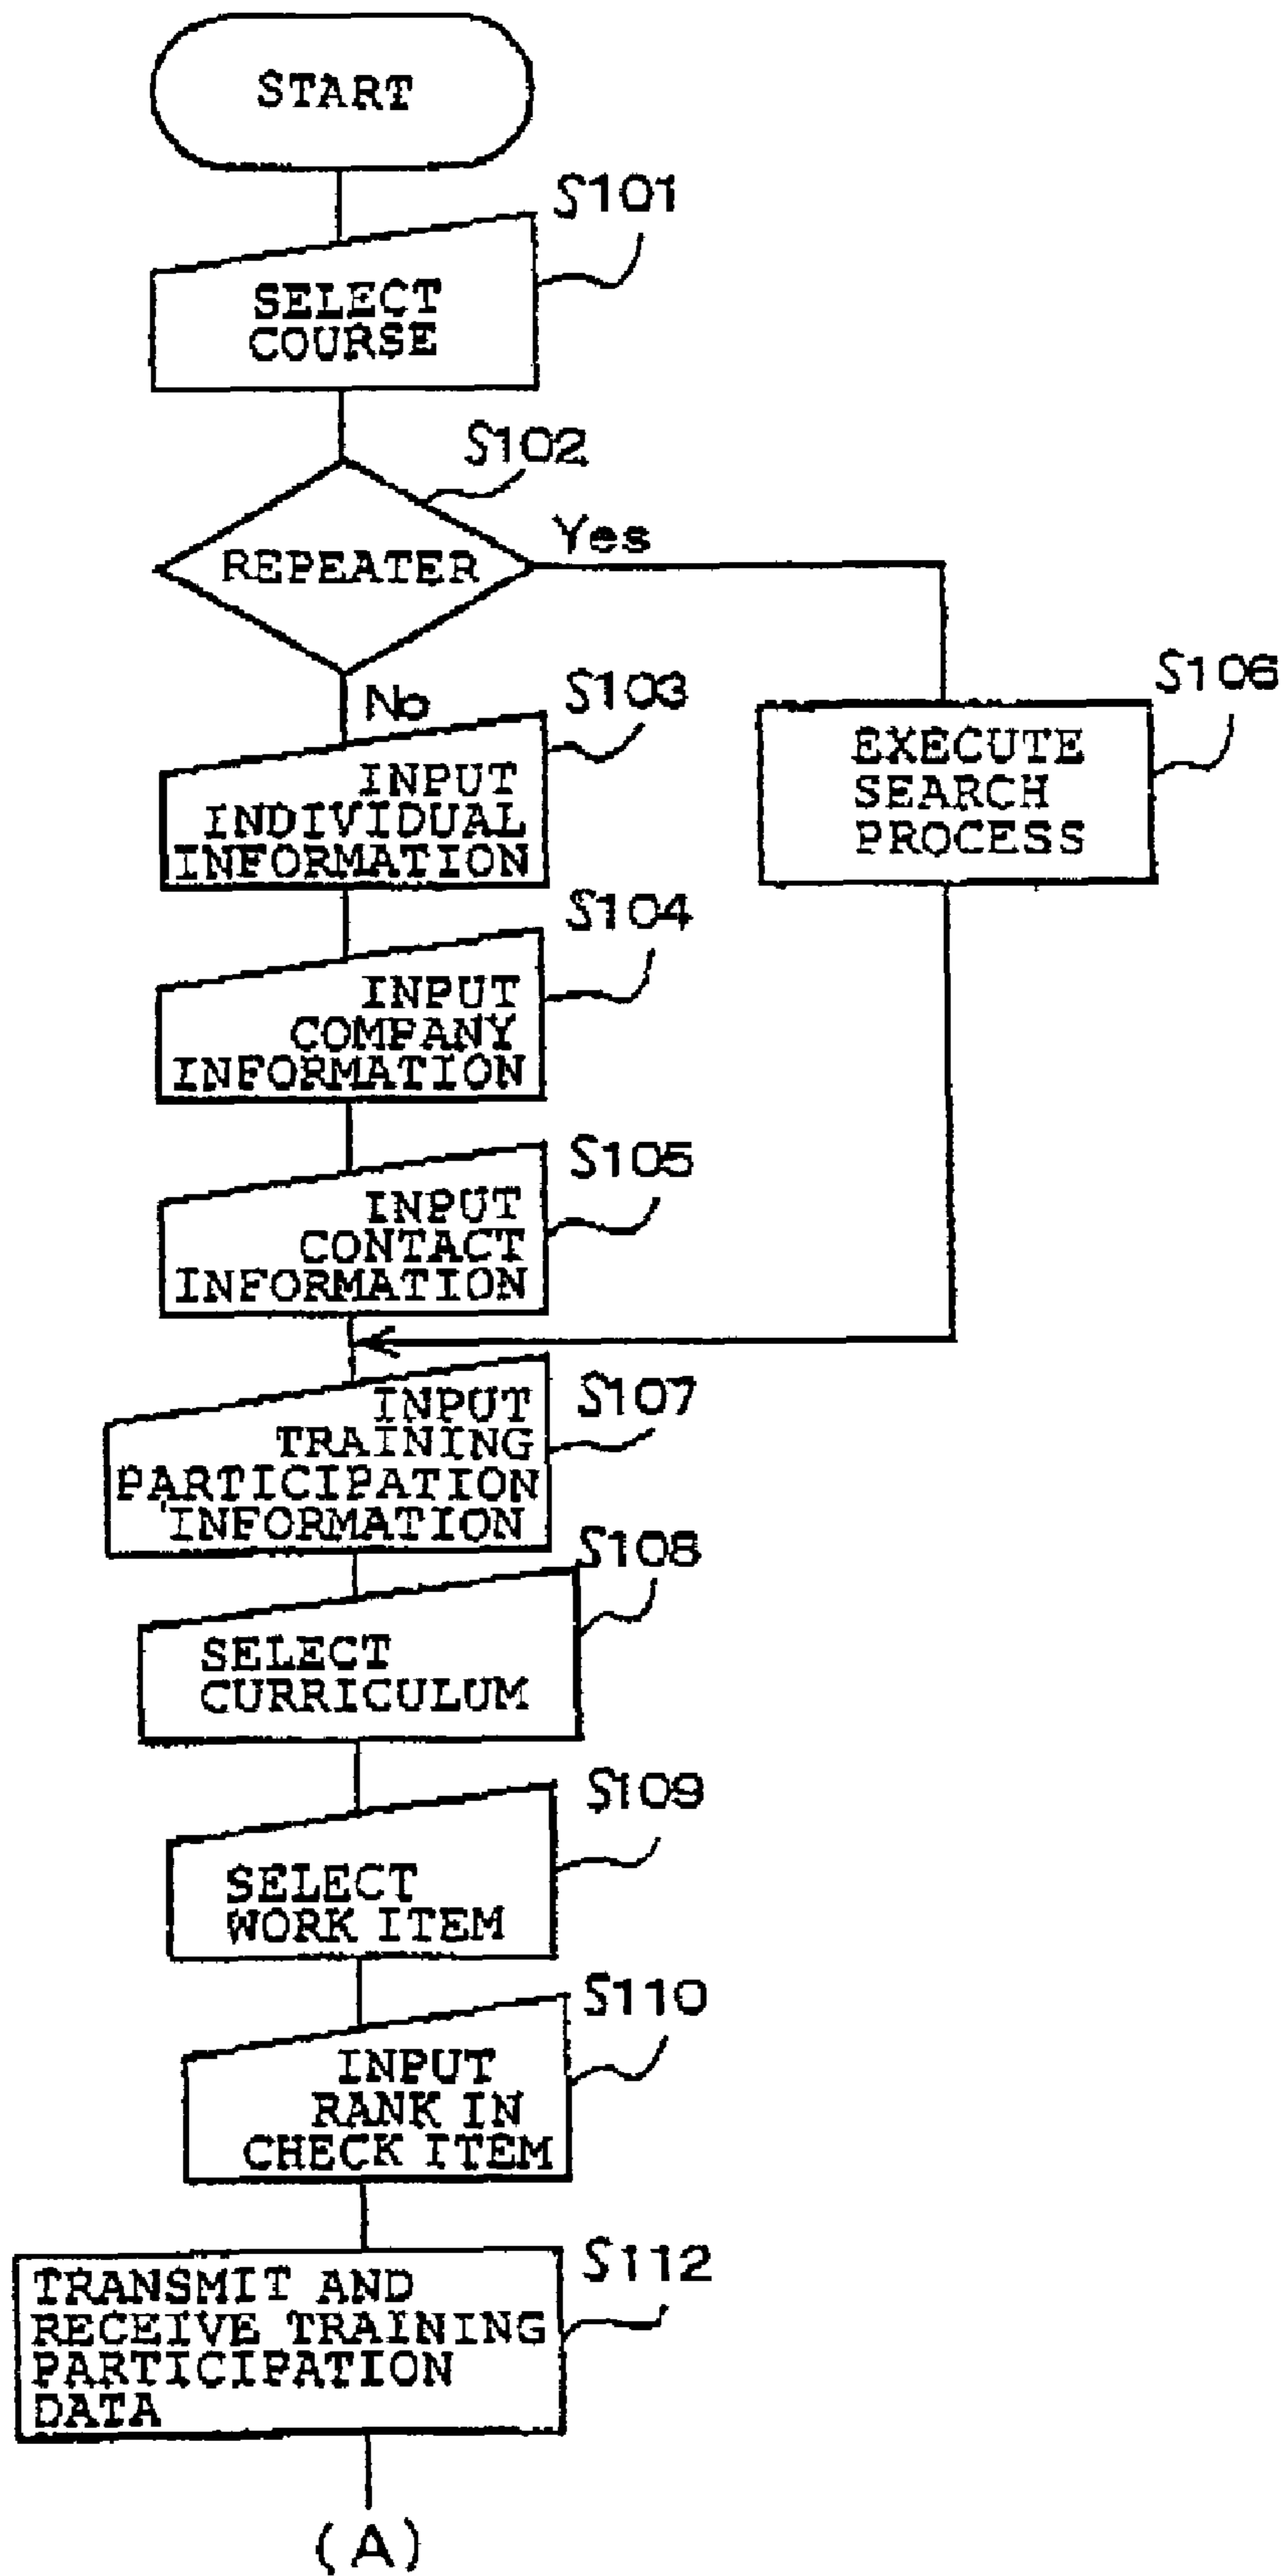 START
S101
SELECT
COURSE
S102
REPEATER
Yes
No
S103
INPUT
INDIVIDUAL
INFORMATION
S106
EXECUTE
SEARCH
PROCESS
S104
INPUT
COMPANY
INFORMATION
S105
INPUT
CONTACT
INFORMATION
S107
INPUT
TRAINING
PARTICIPATION
INFORMATION
S108
SELECT
CURRICULUM
S109
SELECT
WORK ITEM
S110
INPUT
RANK IN
CHECK ITEM
S112
TRANSMIT AND
RECEIVE TRAINING
PARTICIPATION
DATA
(A)